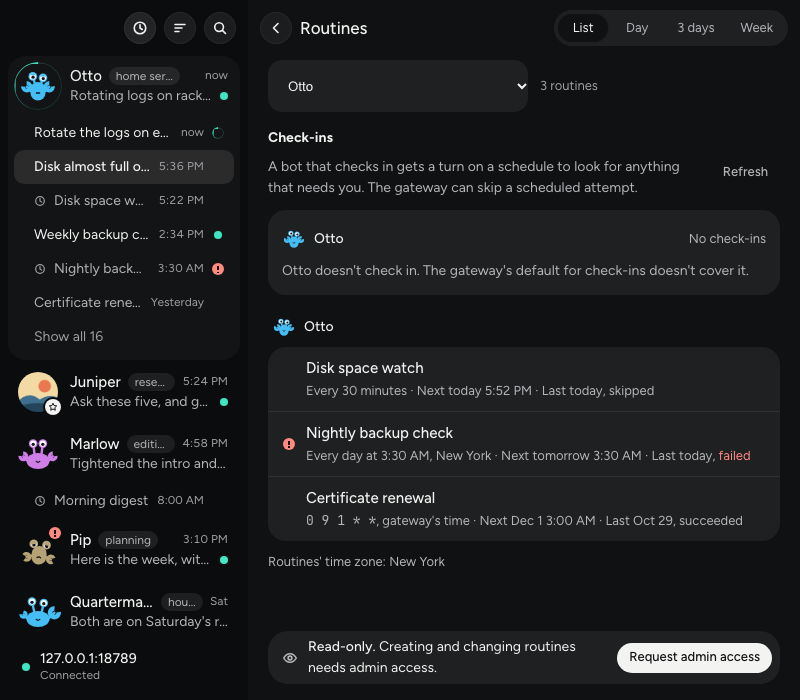 Routines
List Day 3 days Week
Otto home ser... now
Rotating logs on rack...
Rotate the logs on e... now
Disk almost full o... 5:36 PM
Disk space w... 5:22 PM
Weekly backup c... 2:34 PM
Nightly back... 3:30 AM
Certificate rene... Yesterday
Show all 16
Juniper rese... 5:24 PM
Ask these five, and g...
Marlow editi... 4:58 PM
Tightened the intro and...
Morning digest 8:00 AM
Pip planning 3:10 PM
Here is the week, wit...
Quarterma... hou... Sat
Both are on Saturday's r...
127.0.0.1:18789
Connected
Otto 3 routines
Check-ins
A bot that checks in gets a turn on a schedule to look for anything
that needs you. The gateway can skip a scheduled attempt.
Refresh
Otto No check-ins
Otto doesn't check in. The gateway's default for check-ins doesn't cover it.
Otto
Disk space watch
Every 30 minutes · Next today 5:52 PM · Last today, skipped
Nightly backup check
Every day at 3:30 AM, New York · Next tomorrow 3:30 AM · Last today, failed
Certificate renewal
0 9 1 * *, gateway's time · Next Dec 1 3:00 AM · Last Oct 29, succeeded
Routines' time zone: New York
Read-only. Creating and changing routines
needs admin access.
Request admin access